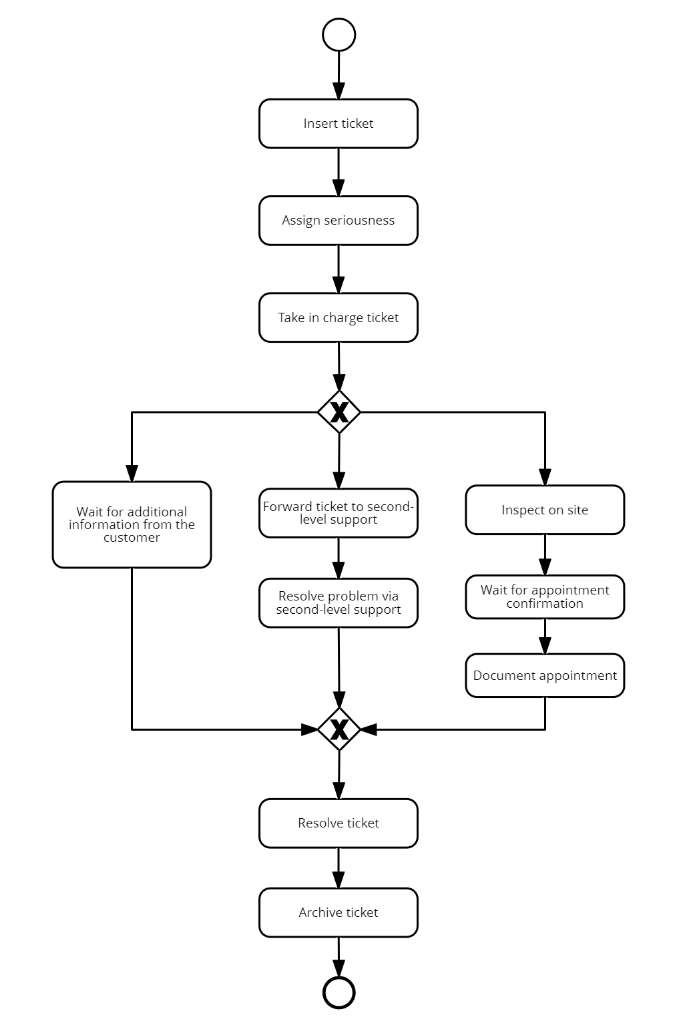 Insert ticket
Assign seriousness
Take in charge ticket
X
Wait for additional
information from the
customer
Forward ticket to second-
level support
Resolve problem via
second-level support
Inspect on site
Wait for appointment
confirmation
Document appointment
X
Resolve ticket
Archive ticket